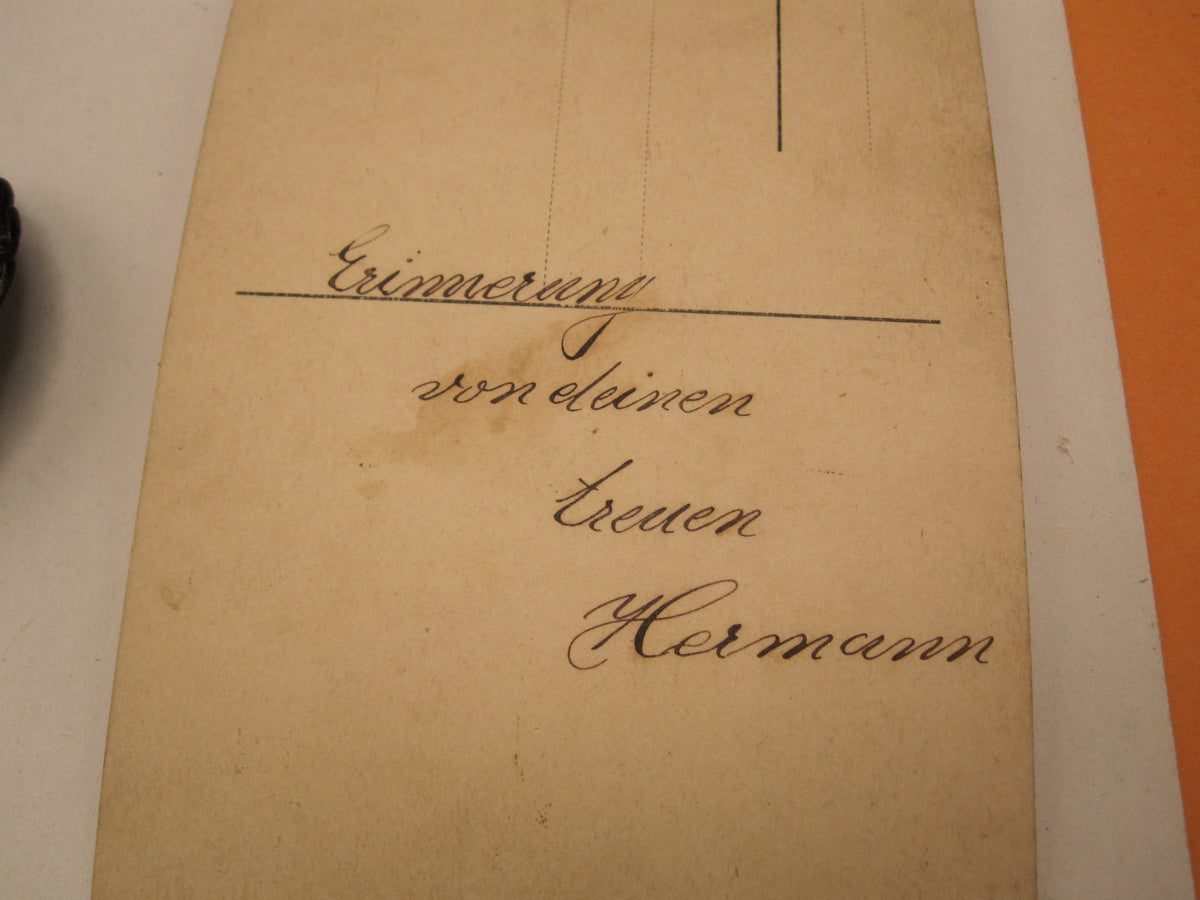 Erinnerung
von deinen
treuen
Hermann